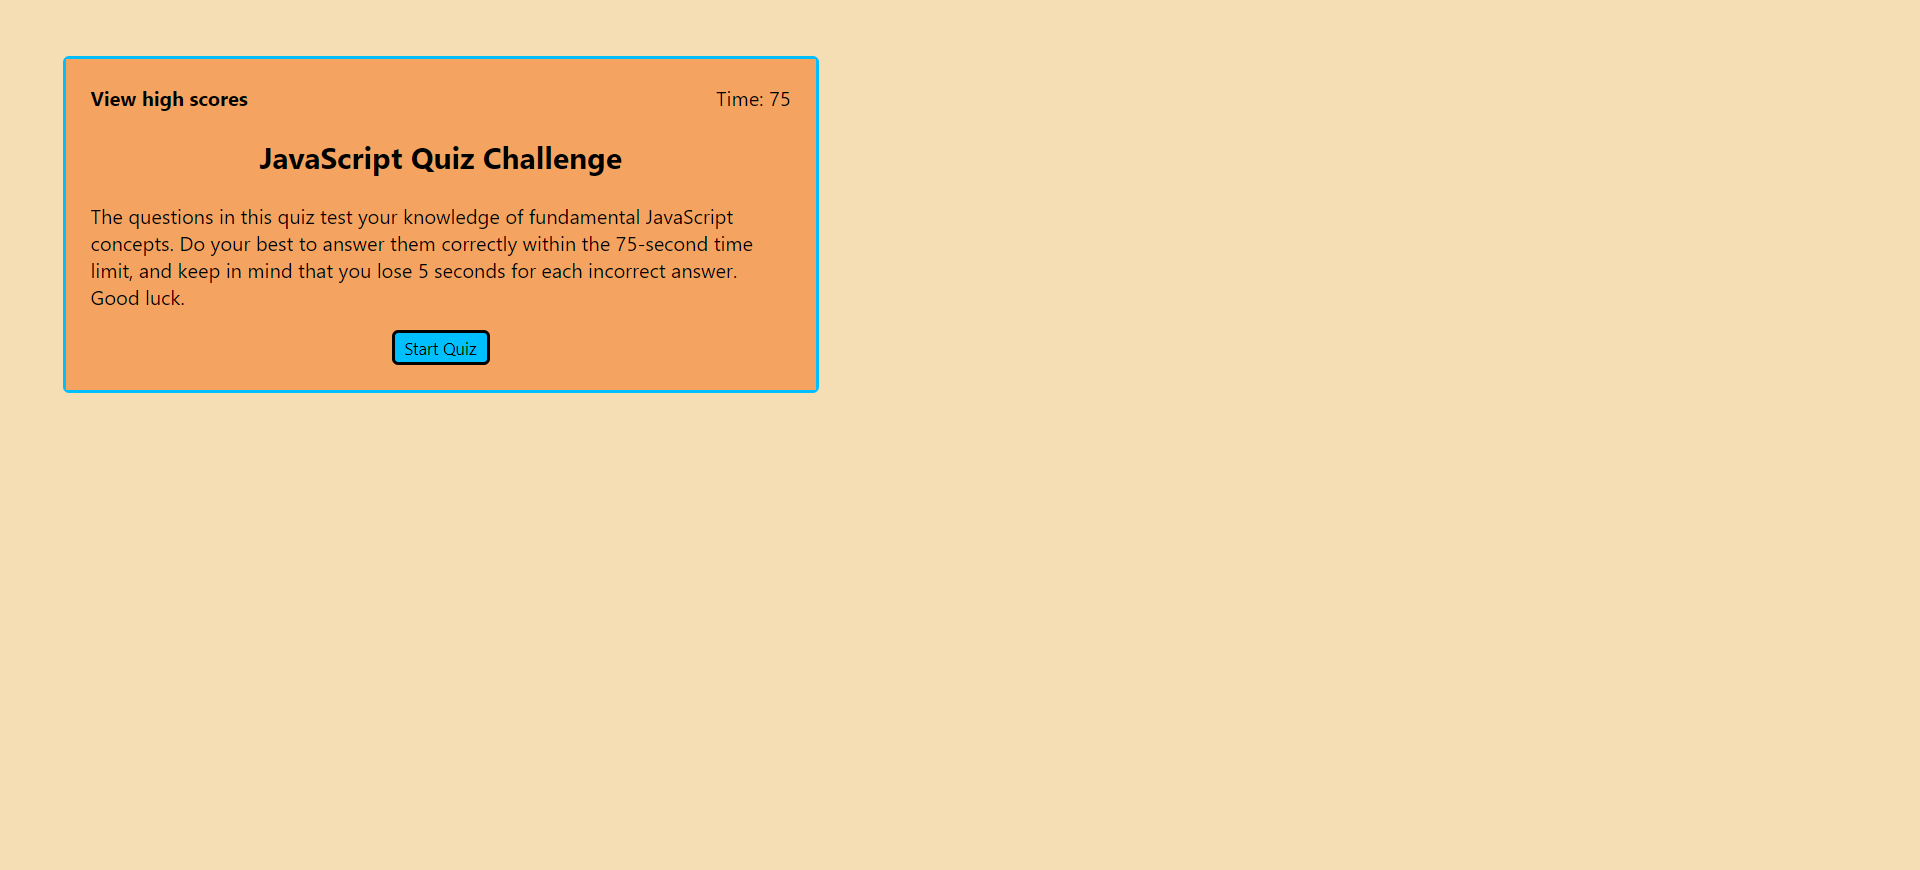 View high scores
Time: 75
JavaScript Quiz Challenge
The questions in this quiz test your knowledge of fundamental JavaScript
concepts. Do your best to answer them correctly within the 75-second time
limit, and keep in mind that you lose 5 seconds for each incorrect answer.
Good luck.
Start Quiz